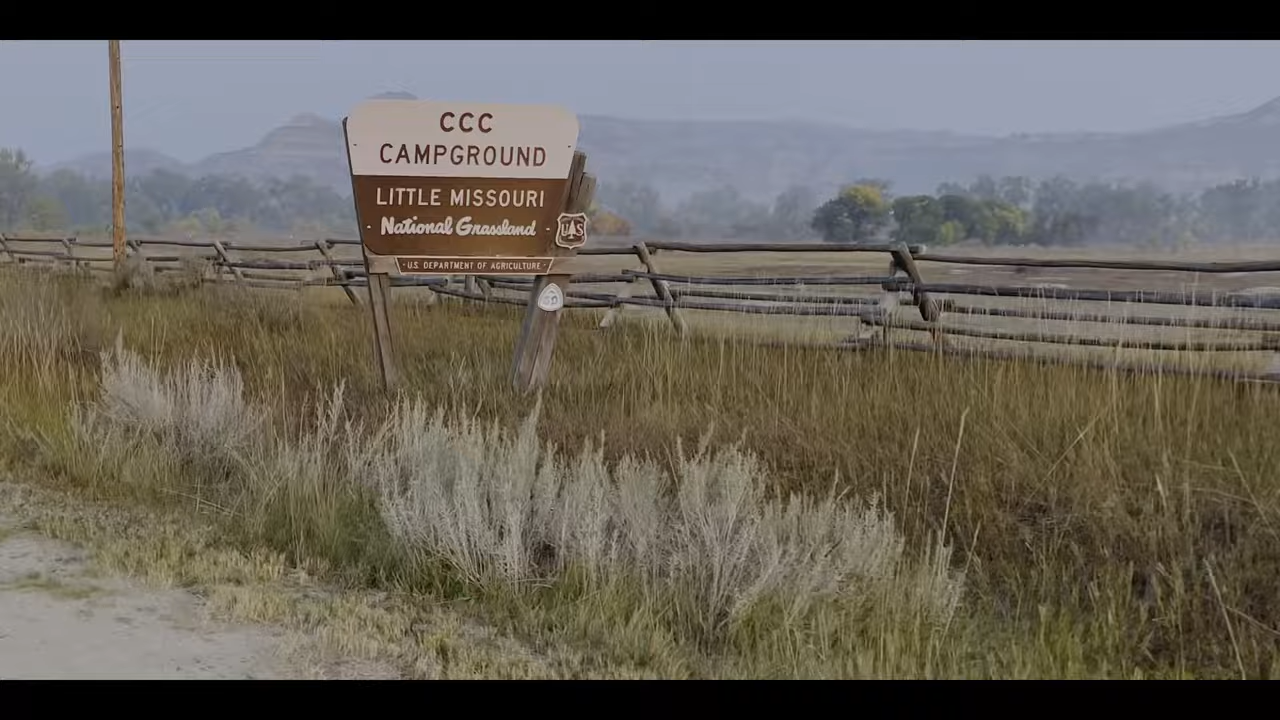 CCC
CAMPGROUND
LITTLE MISSOURI
National Grassland
U S
U.S. DEPARTMENT OF AGRICULTURE